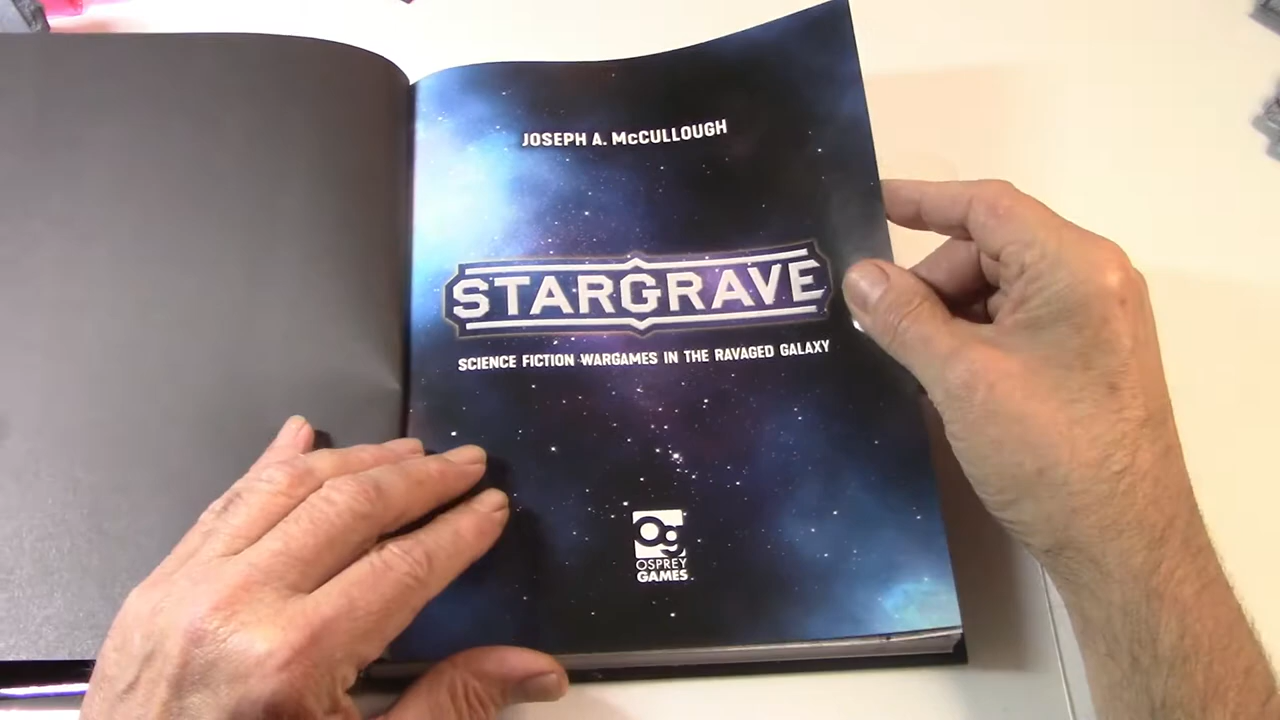 JOSEPH A. McCULLOUGH
STARGRAVE
SCIENCE FICTION WARGAMES IN THE RAVAGED GALAXY
Og
OSPREY
GAMES